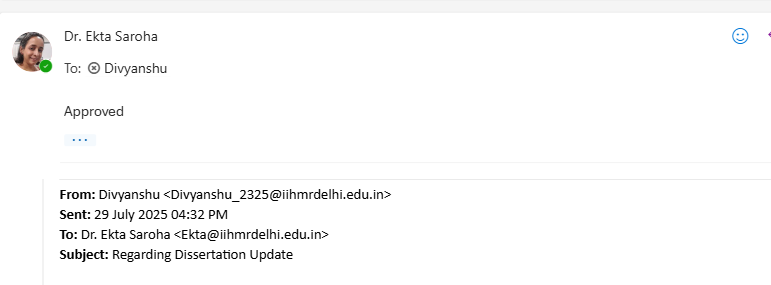 Dr. Ekta Saroha
To: Divyanshu
Approved
...
From: Divyanshu <Divyanshu_2325@iihmrdelhi.edu.in>
Sent: 29 July 2025 04:32 PM
To: Dr. Ekta Saroha <Ekta@iihmrdelhi.edu.in>
Subject: Regarding Dissertation Update